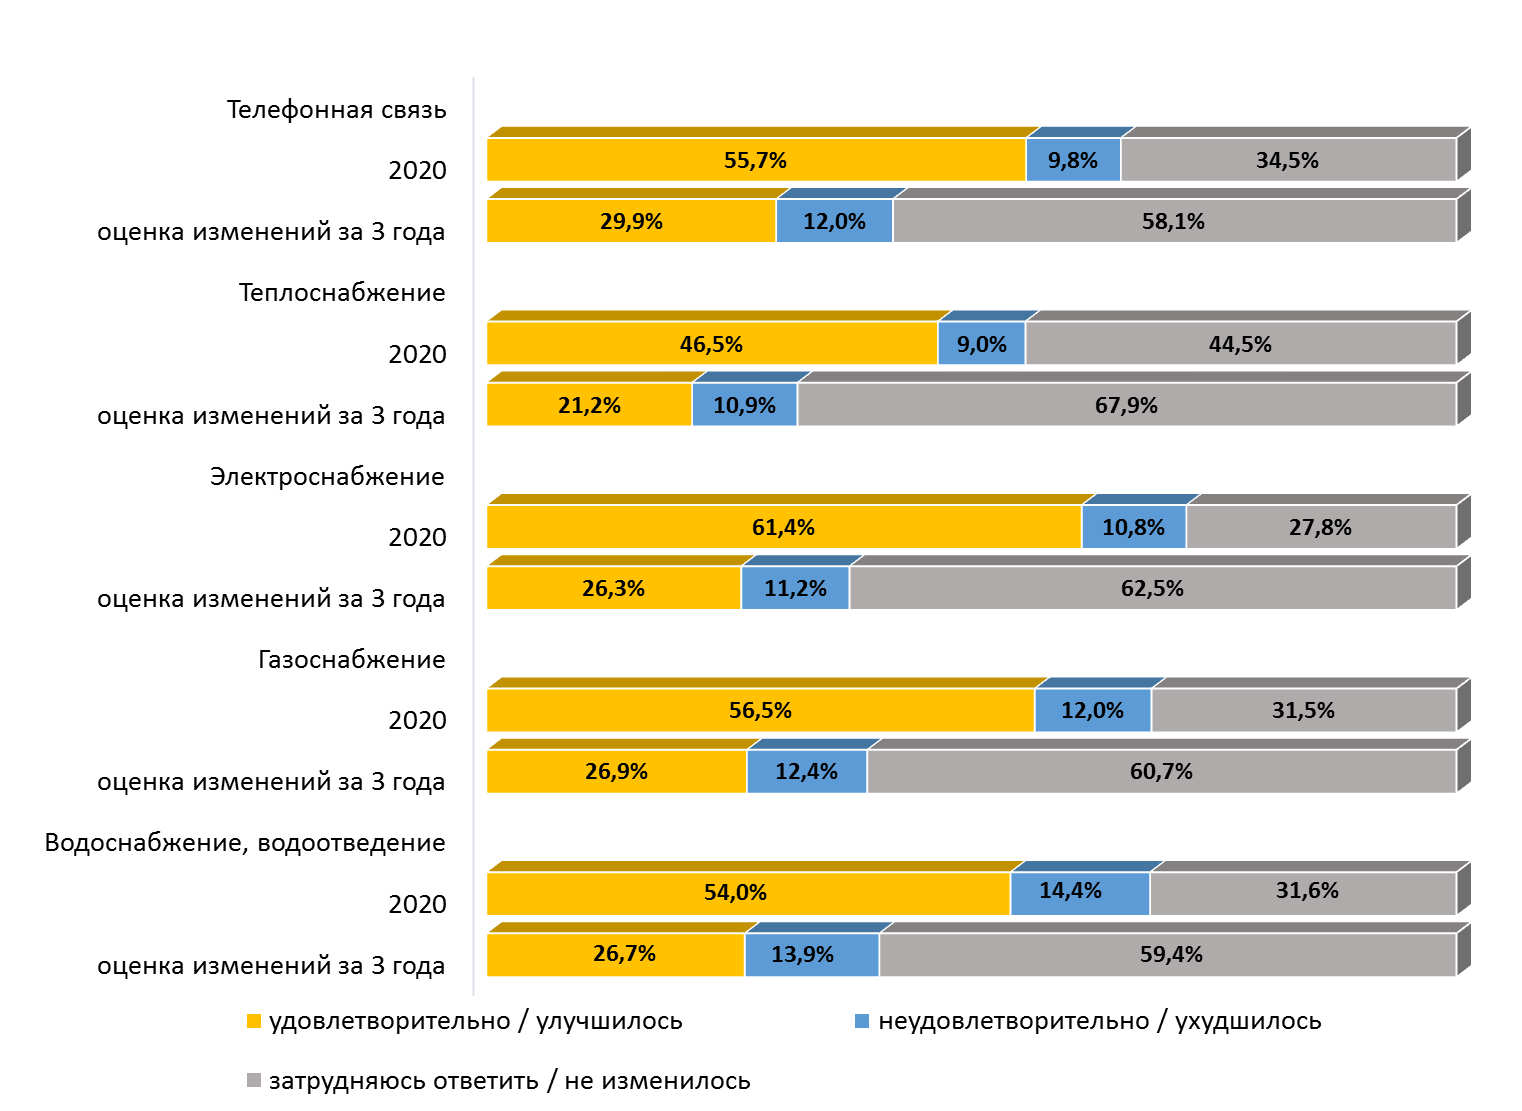 Телефонная связь
2020 55,7% 9,8% 34,5%
оценка изменений за 3 года 29,9% 12,0% 58,1%
Теплоснабжение
2020 46,5% 9,0% 44,5%
оценка изменений за 3 года 21,2% 10,9% 67,9%
Электроснабжение
2020 61,4% 10,8% 27,8%
оценка изменений за 3 года 26,3% 11,2% 62,5%
Газоснабжение
2020 56,5% 12,0% 31,5%
оценка изменений за 3 года 26,9% 12,4% 60,7%
Водоснабжение, водоотведение
2020 54,0% 14,4% 31,6%
оценка изменений за 3 года 26,7% 13,9% 59,4%
удовлетворительно / улучшилось неудовлетворительно / ухудшилось
затрудняюсь ответить / не изменилось